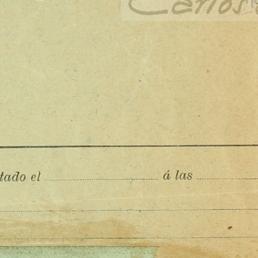 Carlos
tado el ........ á las ........